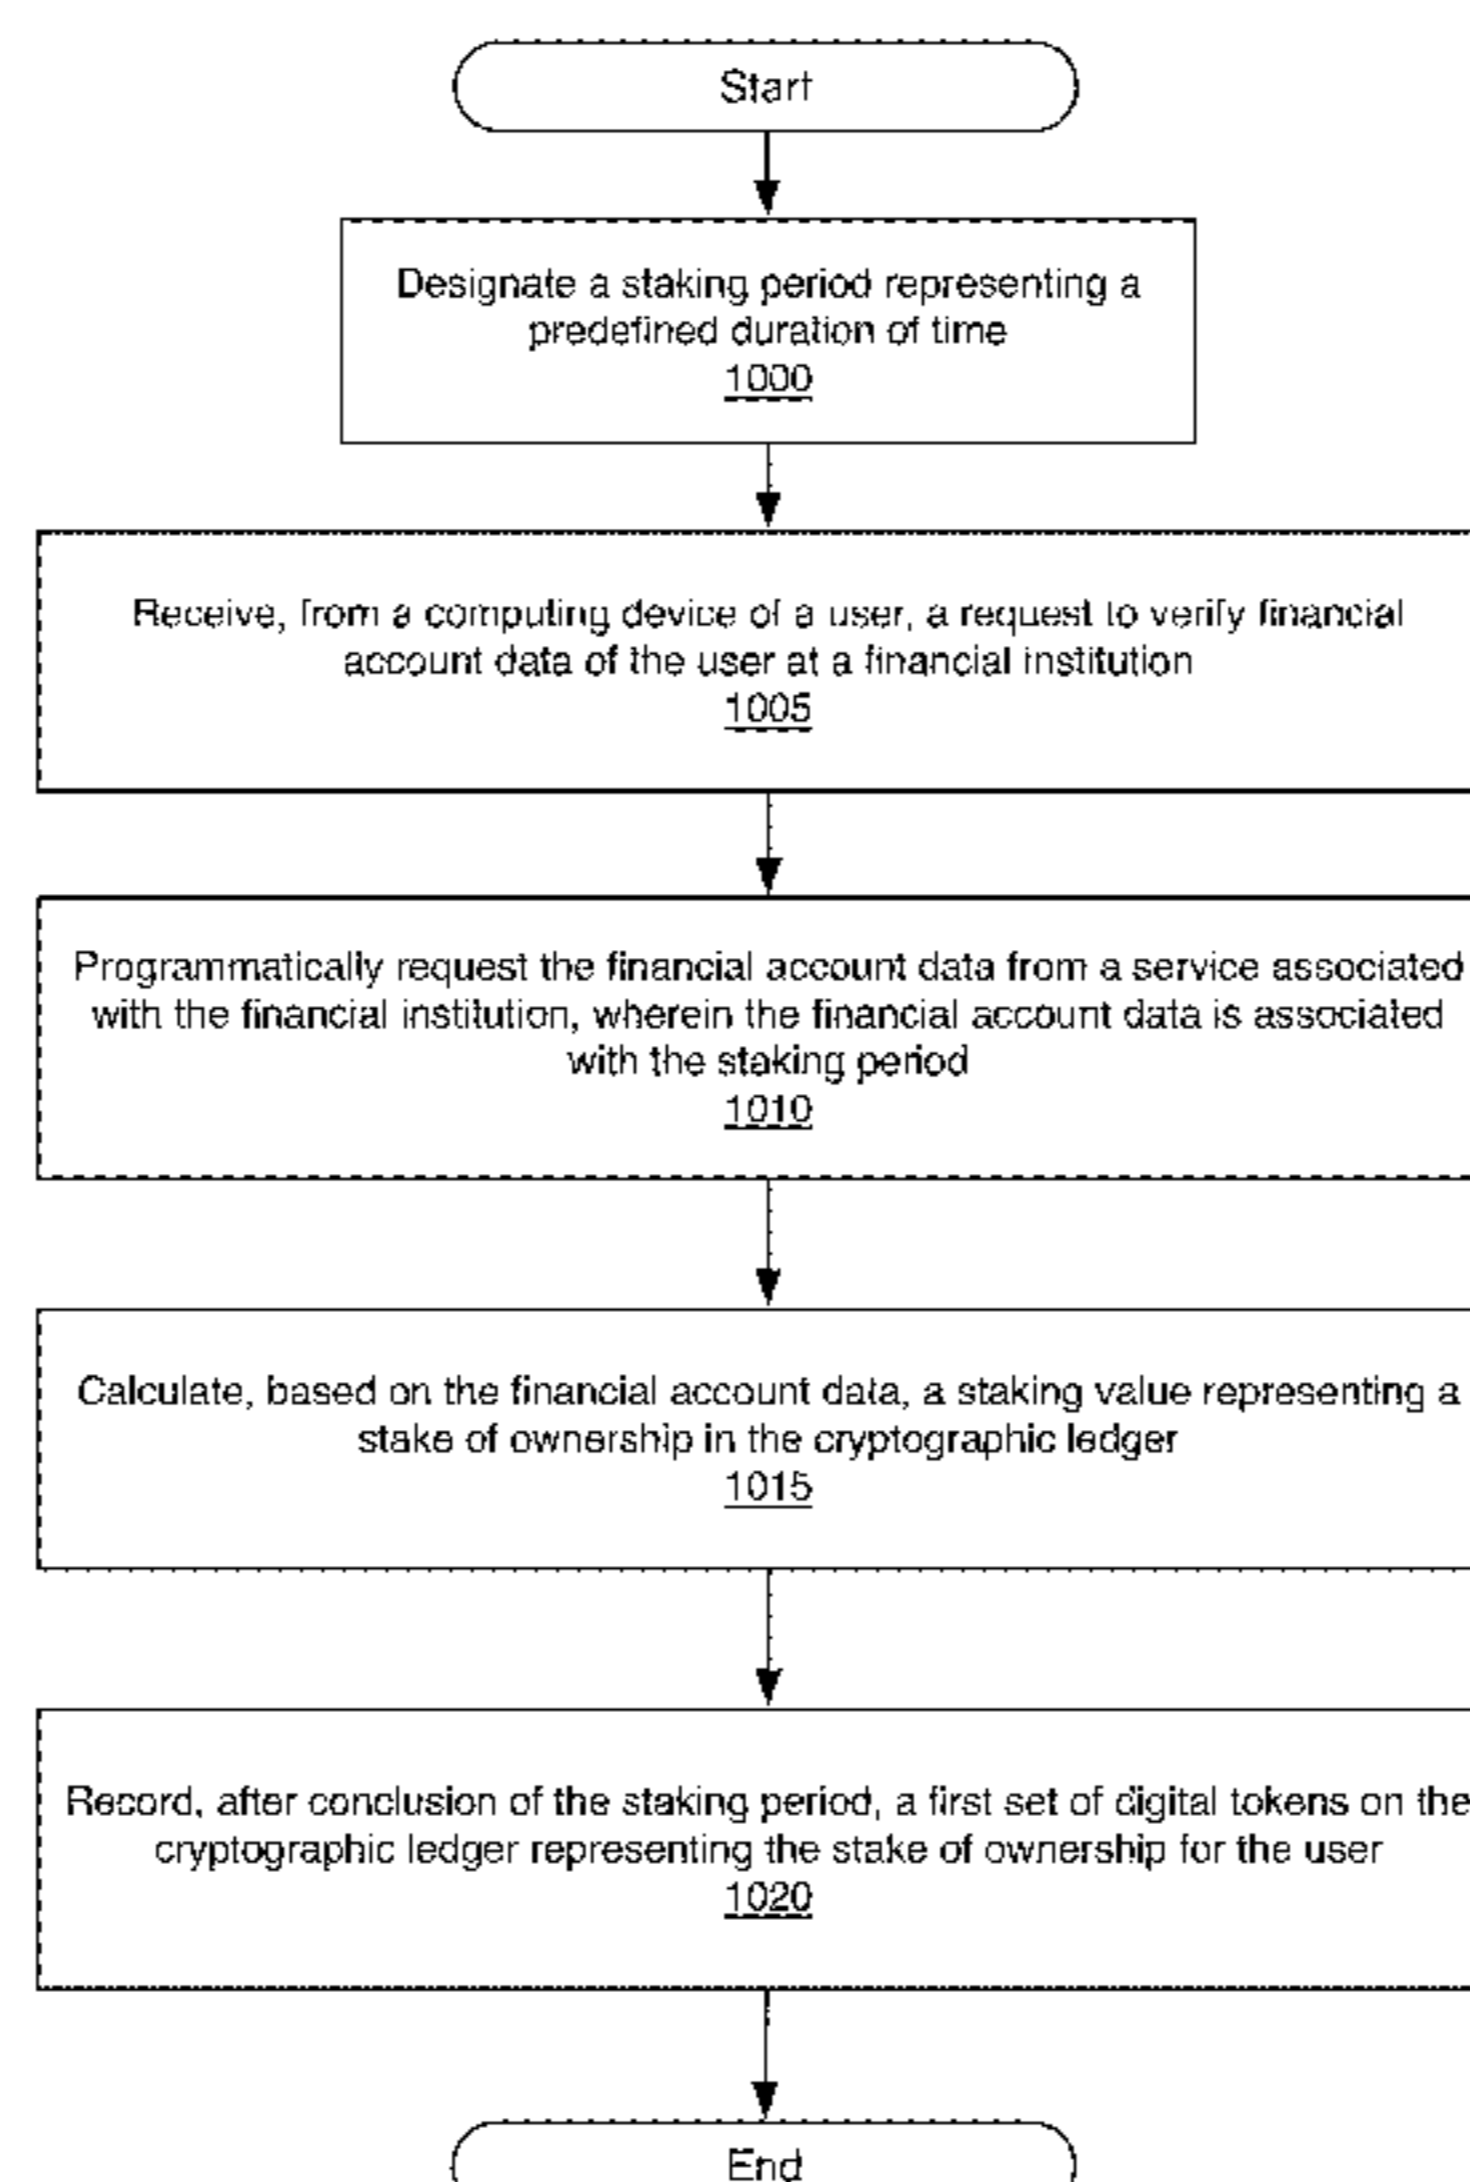 Start
Designate a staking period representing a
predefined duration of time
1000
Receive, from a computing device of a user, a request to verify financial
account data of the user at a financial institution
1005
Programmatically request the financial account data from a service associated
with the financial institution, wherein the financial account data is associated
with the staking period
1010
Calculate, based on the financial account data, a staking value representing a
stake of ownership in the cryptographic ledger
1015
Record, after conclusion of the staking period, a first set of digital tokens on the
cryptographic ledger representing the stake of ownership for the user
1020
End